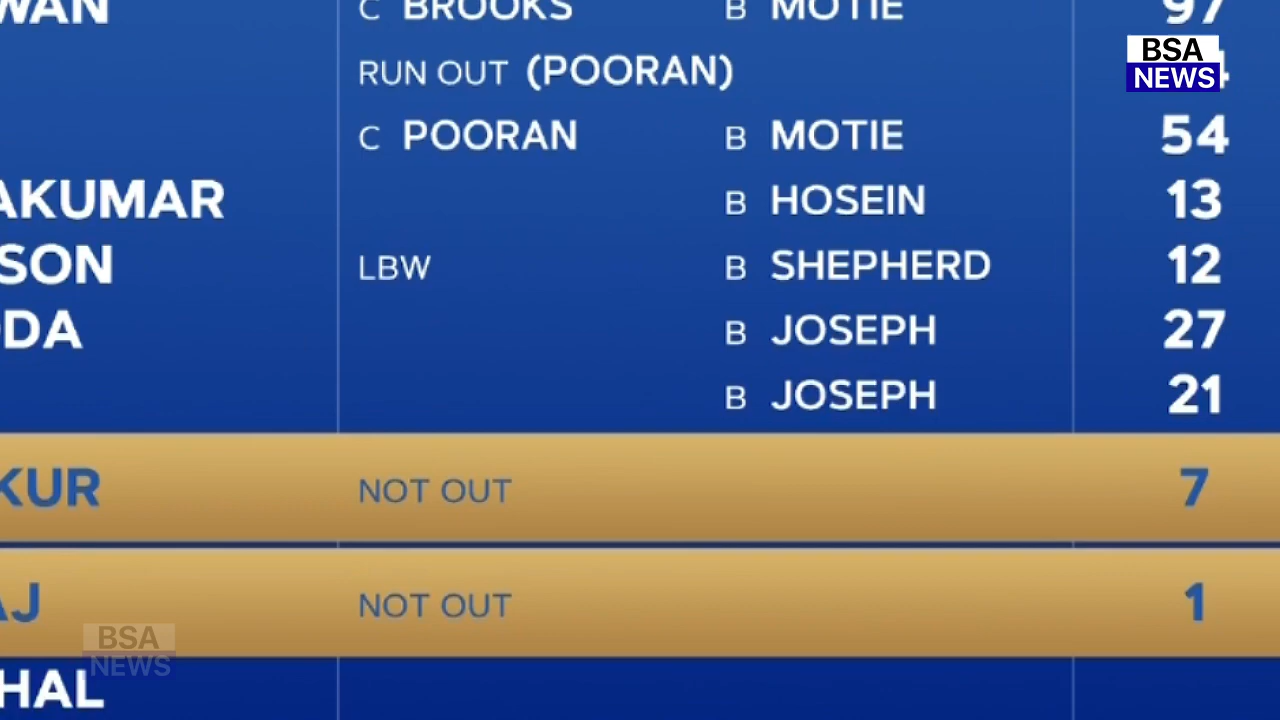 WAN C BROOKS B MOTIE 97
RUN OUT (POORAN)
BSA
NEWS
C POORAN B MOTIE 54
AKUMAR B HOSEIN 13
SON LBW B SHEPHERD 12
DA B JOSEPH 27
B JOSEPH 21
KUR NOT OUT 7
AJ NOT OUT 1
BSA
NEWS
HAL